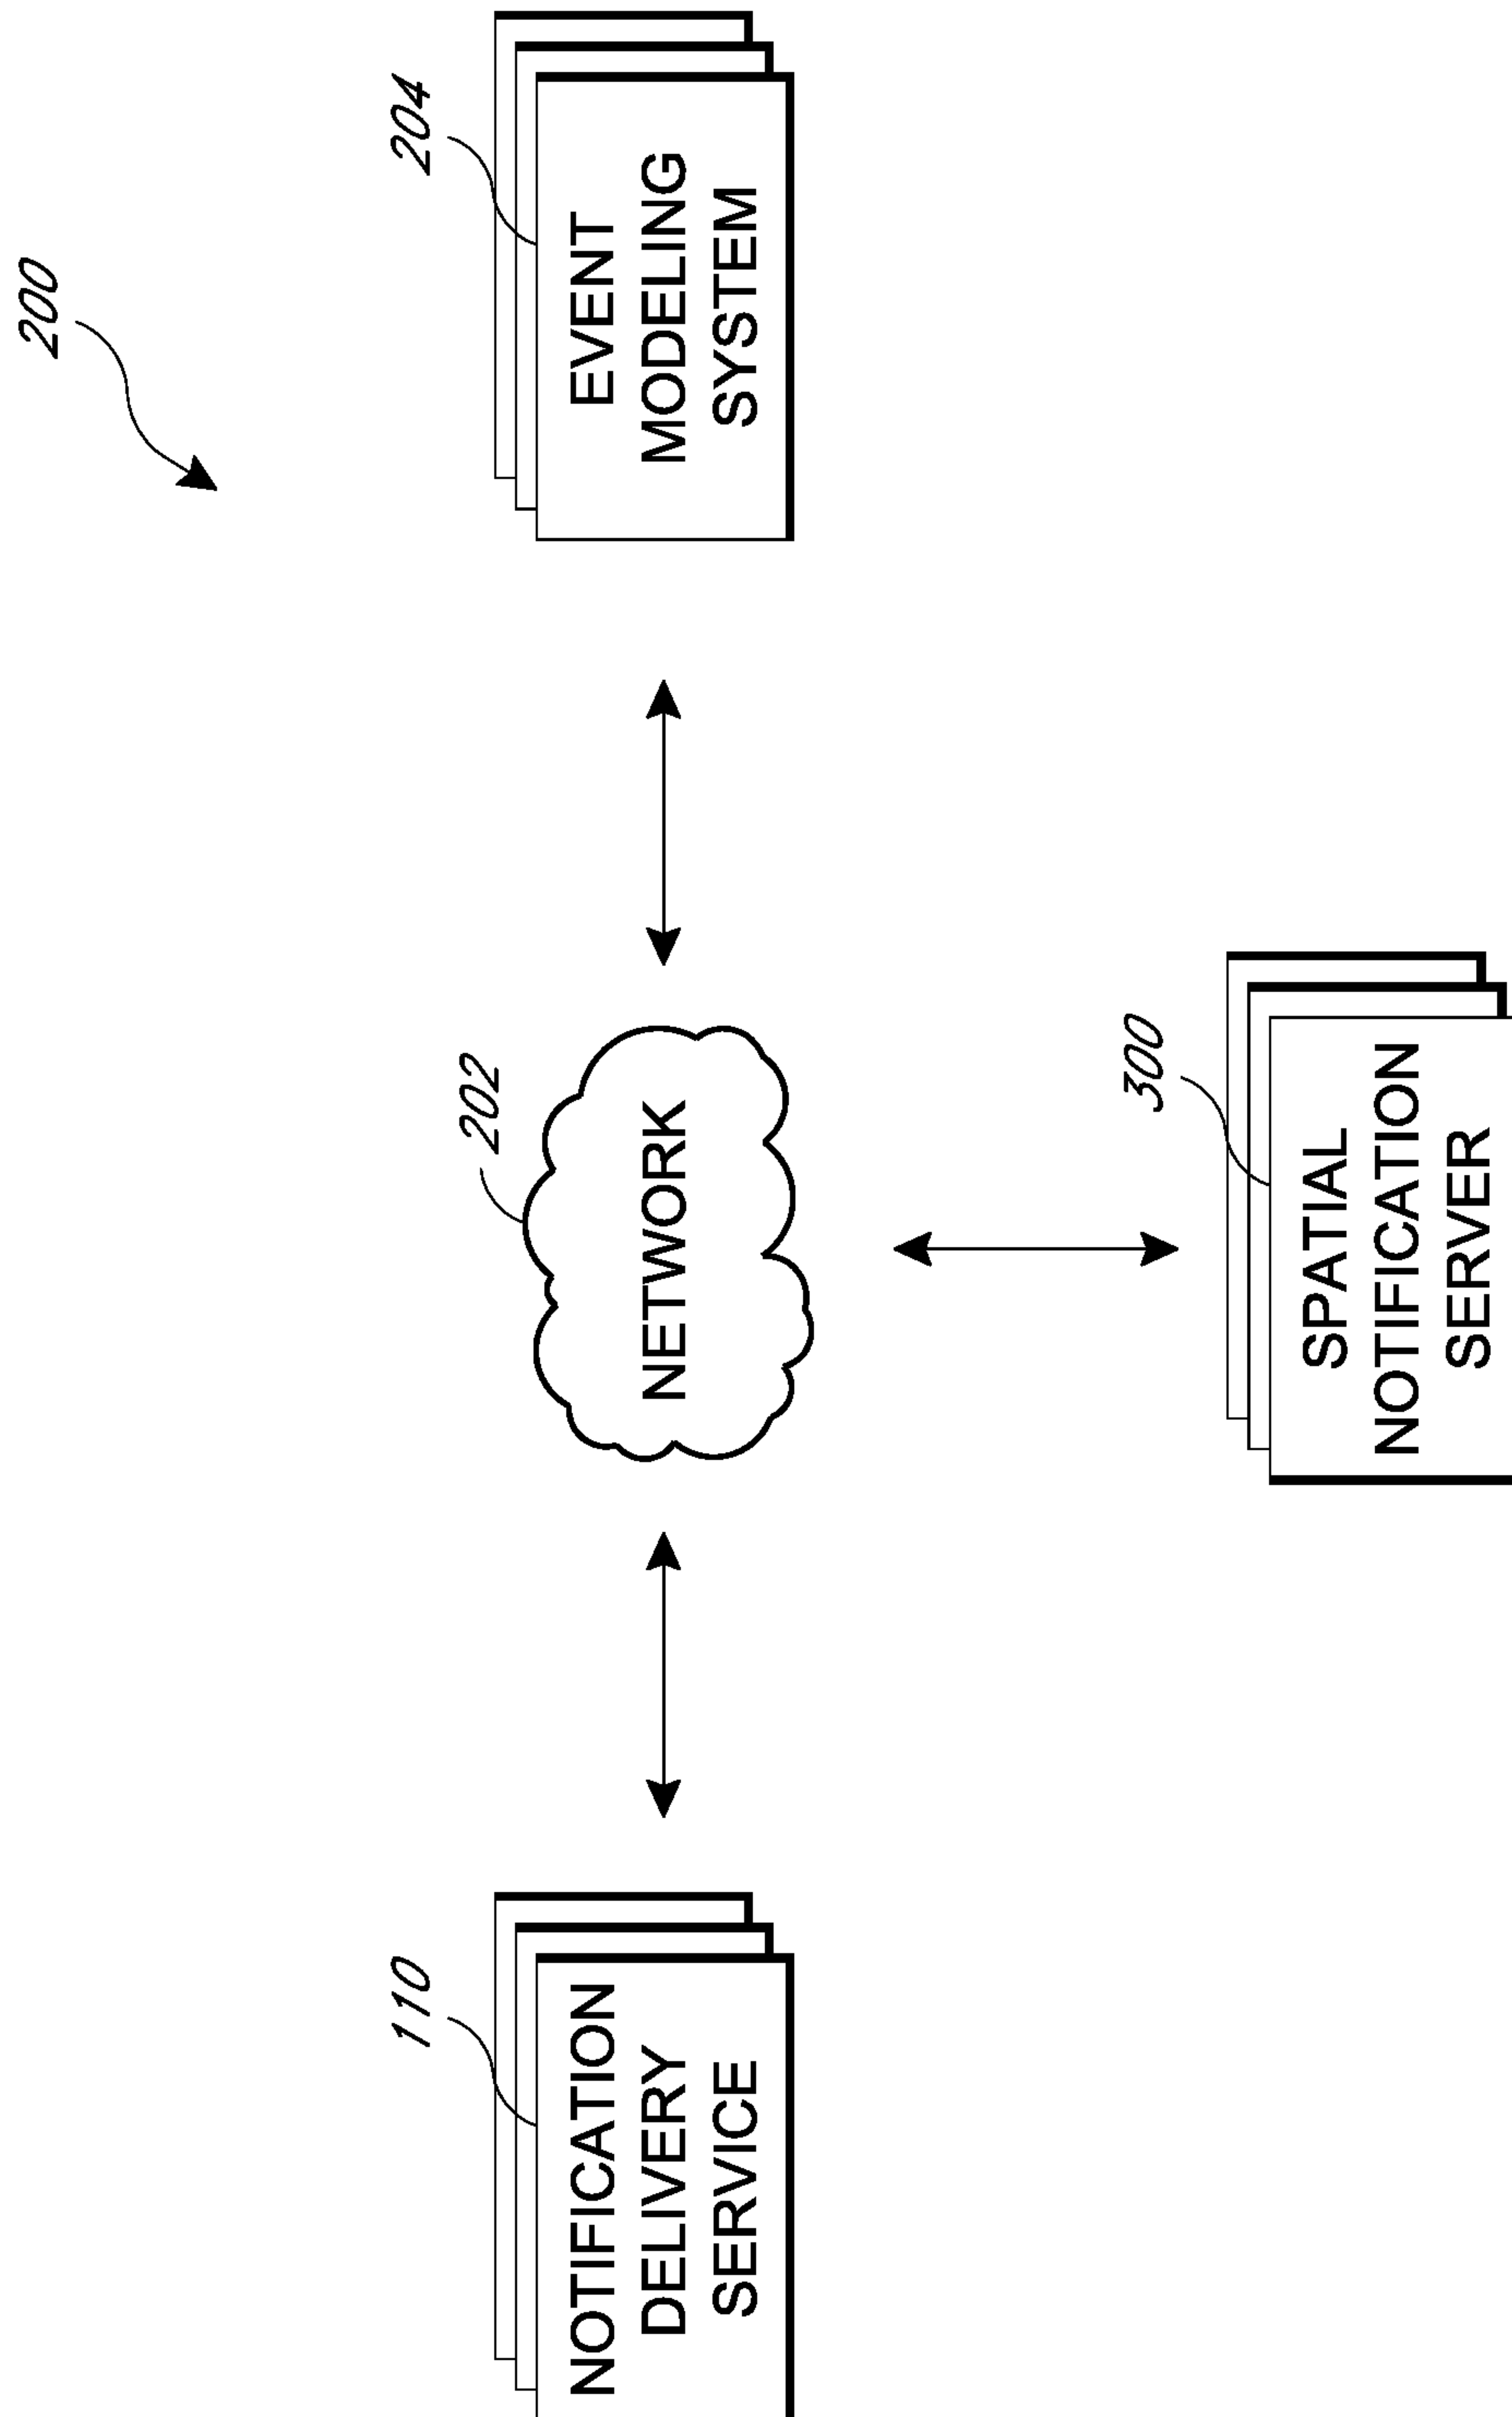 200
110
NOTIFICATION
DELIVERY
SERVICE
202
NETWORK
204
EVENT
MODELING
SYSTEM
300
SPATIAL
NOTIFICATION
SERVER